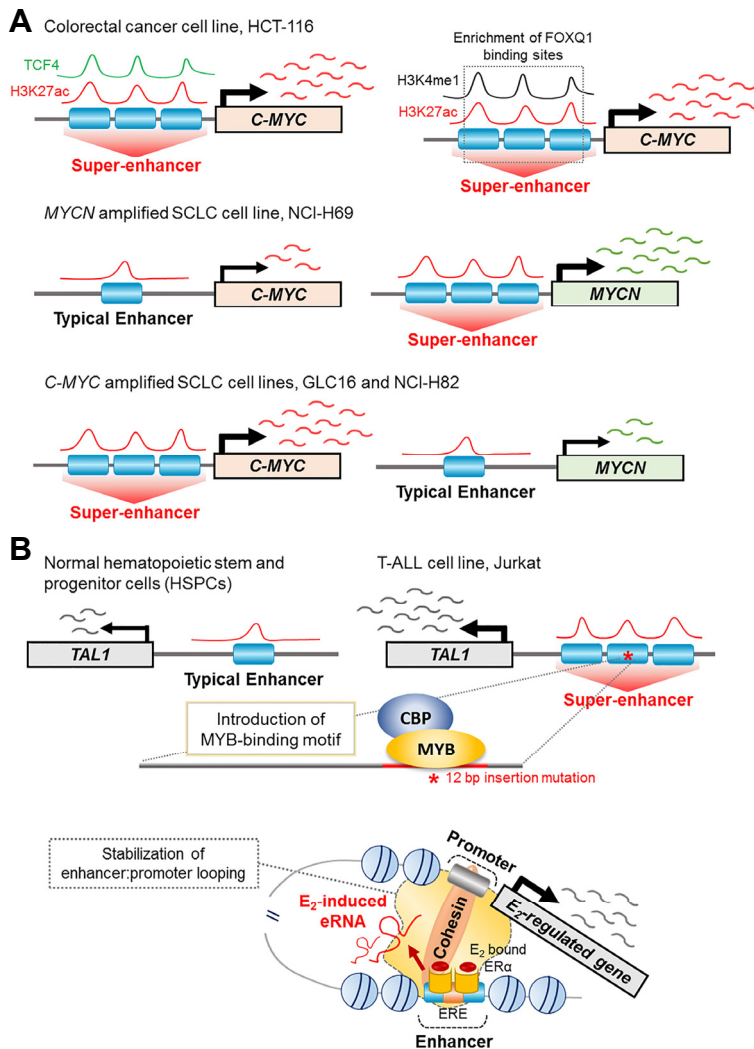 A
Colorectal cancer cell line, HCT-116
TCF4
H3K27ac
C-MYC
Super-enhancer
Enrichment of FOXQ1
binding sites
H3K4me1
H3K27ac
C-MYC
Super-enhancer
MYCN amplified SCLC cell line, NCI-H69
Typical Enhancer
C-MYC
Super-enhancer
MYCN
C-MYC amplified SCLC cell lines, GLC16 and NCI-H82
Super-enhancer
C-MYC
Typical Enhancer
MYCN
B
Normal hematopoietic stem and
progenitor cells (HSPCs)
TAL1
Typical Enhancer
T-ALL cell line, Jurkat
TAL1
*
Super-enhancer
Introduction of
MYB-binding motif
CBP
MYB
* 12 bp insertion mutation
Stabilization of
enhancer:promoter looping
Promoter
E₂-induced
eRNA
Cohesin
E₂-regulated gene
E₂ bound
ERα
ERE
Enhancer
=